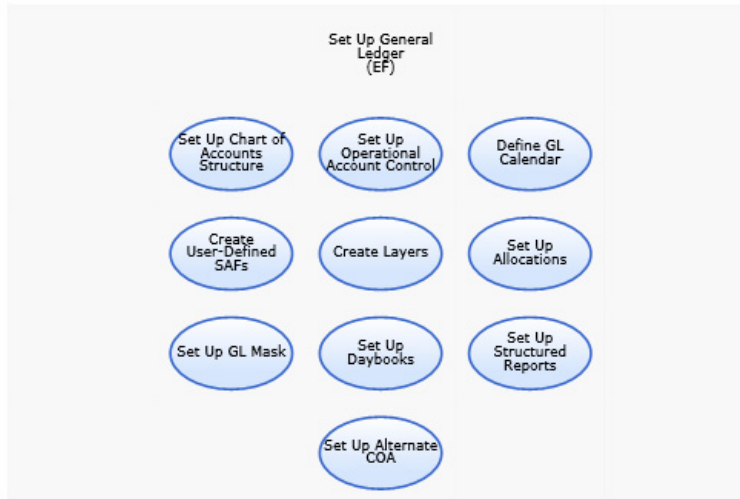 Set Up General
Ledger
(EF)
Set Up Chart of
Accounts
Structure
Set Up
Operational
Account Control
Define GL
Calendar
Create
User-Defined
SAFs
Create Layers
Set Up
Allocations
Set Up GL Mask
Set Up
Daybooks
Set Up
Structured
Reports
Set Up Alternate
COA